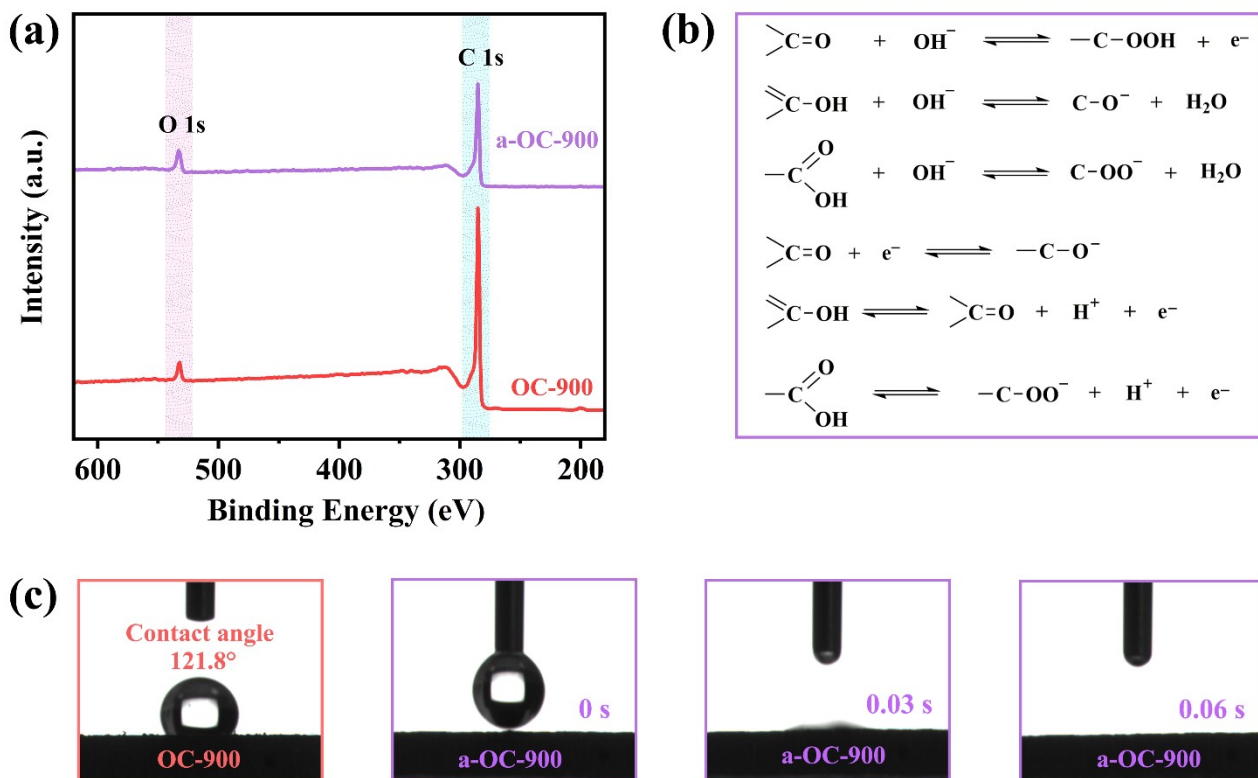 (a)
O 1s
C 1s
a-OC-900
OC-900
Intensity (a.u.)
600 500 400 300 200
Binding Energy (eV)
(b)
C=O + OH⁻ ⇌ —C—OOH + e⁻
C—OH + OH⁻ ⇌ C—O⁻ + H₂O
O
—C + OH⁻ ⇌ C—OO⁻ + H₂O
OH
C=O + e⁻ ⇌ —C—O⁻
C—OH ⇌ C=O + H⁺ + e⁻
O
—C ⇌ —C—OO⁻ + H⁺ + e⁻
OH
(c)
Contact angle
121.8°
OC-900
0 s
a-OC-900
0.03 s
a-OC-900
0.06 s
a-OC-900